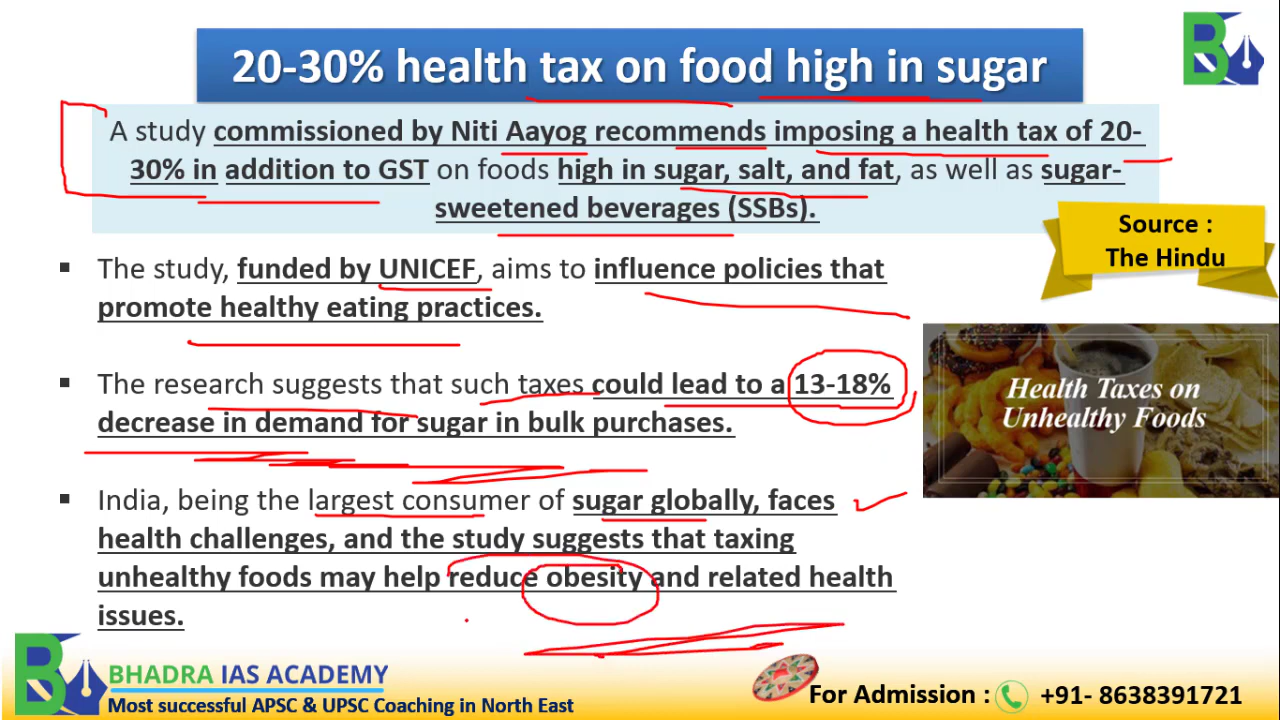 20-30% health tax on food high in sugar
A study commissioned by Niti Aayog recommends imposing a health tax of 20-
30% in addition to GST on foods high in sugar, salt, and fat, as well as sugar-
sweetened beverages (SSBs).
Source :
The Hindu
▪ The study, funded by UNICEF, aims to influence policies that
promote healthy eating practices.
▪ The research suggests that such taxes could lead to a 13-18%
decrease in demand for sugar in bulk purchases.
Health Taxes on
Unhealthy Foods
▪ India, being the largest consumer of sugar globally, faces
health challenges, and the study suggests that taxing
unhealthy foods may help reduce obesity and related health
issues.
BHADRA IAS ACADEMY
Most successful APSC & UPSC Coaching in North East
For Admission : +91- 8638391721